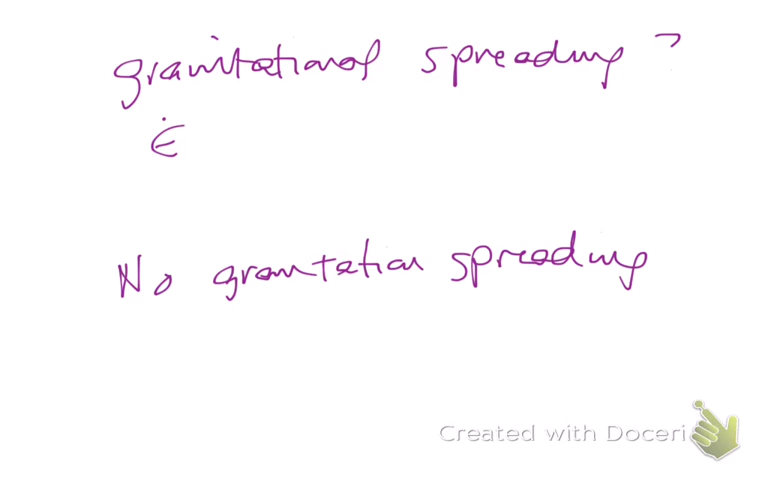 gravitational spreading ?
ϵ̇
No gravitation spreading
Created with Doceri